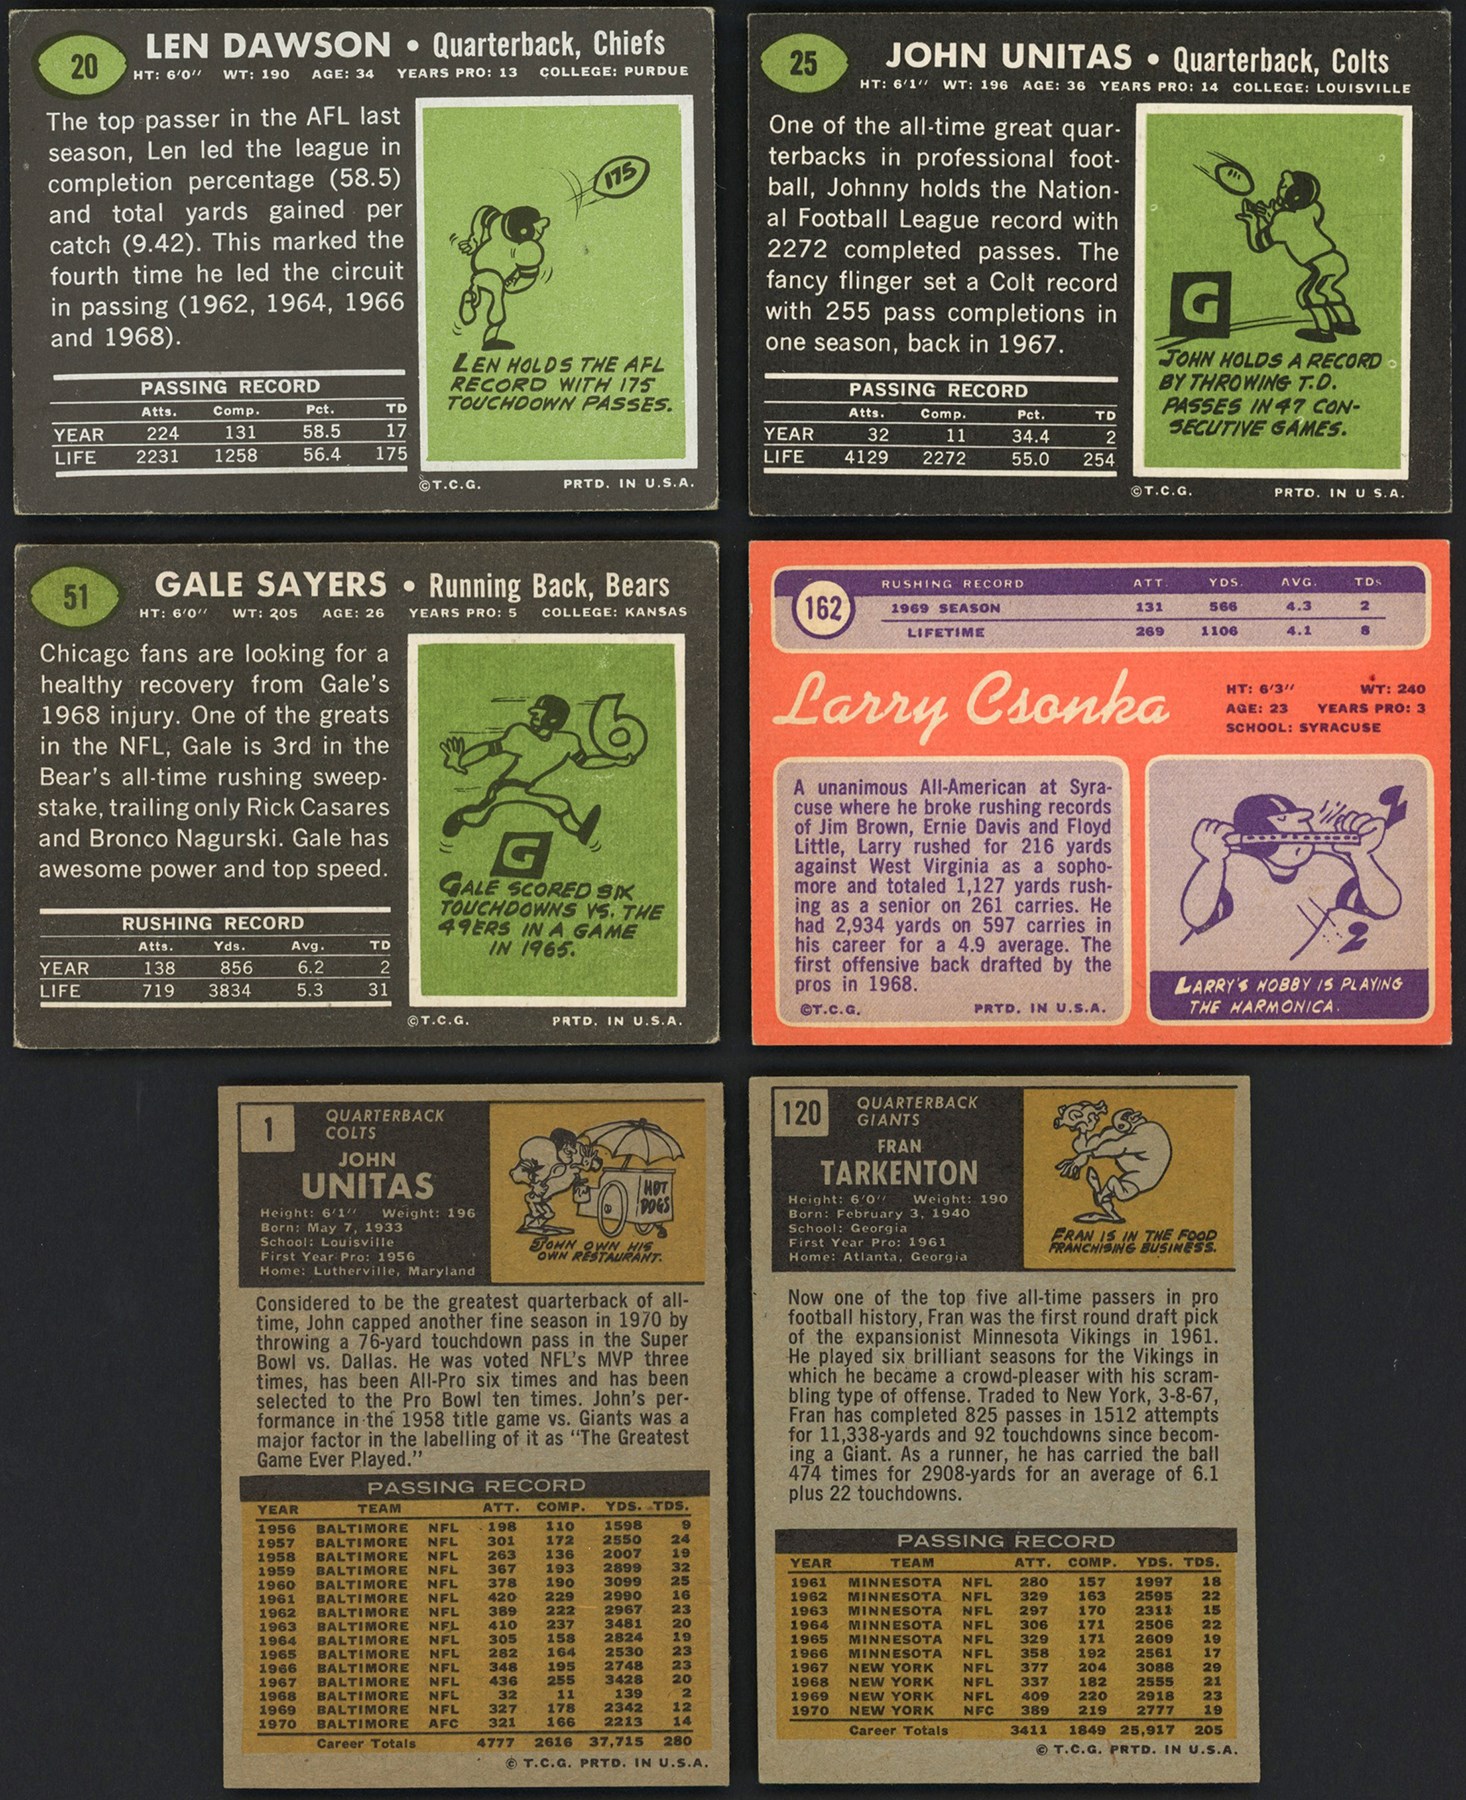 20
LEN DAWSON • Quarterback, Chiefs
HT: 6'0" WT: 190 AGE: 34 YEARS PRO: 13 COLLEGE: PURDUE
The top passer in the AFL last
season, Len led the league in
completion percentage (58.5)
and total yards gained per
catch (9.42). This marked the
fourth time he led the circuit
in passing (1962, 1964, 1966
and 1968).
175
LEN HOLDS THE AFL
RECORD WITH 175
TOUCHDOWN PASSES.
PASSING RECORD
Atts. Comp. Pct. TD
YEAR 224 131 58.5 17
LIFE 2231 1258 56.4 175
©T.C.G. PRTD. IN U.S.A.
25
JOHN UNITAS • Quarterback, Colts
HT: 6'1" WT: 196 AGE: 36 YEARS PRO: 14 COLLEGE: LOUISVILLE
One of the all-time great quar-
terbacks in professional foot-
ball, Johnny holds the Nation-
al Football League record with
2272 completed passes. The
fancy flinger set a Colt record
with 255 pass completions in
one season, back in 1967.
G
JOHN HOLDS A RECORD
BY THROWING T.D.
PASSES IN 47 CON-
SECUTIVE GAMES.
PASSING RECORD
Atts. Comp. Pct. TD
YEAR 32 11 34.4 2
LIFE 4129 2272 55.0 254
©T.C.G. PRTD. IN U S.A.
51
GALE SAYERS • Running Back, Bears
HT: 6'0" WT: 205 AGE: 26 YEARS PRO: 5 COLLEGE: KANSAS
Chicago fans are looking for a
healthy recovery from Gale's
1968 injury. One of the greats
in the NFL, Gale is 3rd in the
Bear's all-time rushing sweep-
stake, trailing only Rick Casares
and Bronco Nagurski. Gale has
awesome power and top speed.
6
G
GALE SCORED SIX
TOUCHDOWNS VS. THE
49ERS IN A GAME
IN 1965.
RUSHING RECORD
Atts. Yds. Avg. TD
YEAR 138 856 6.2 2
LIFE 719 3834 5.3 31
©T.C.G. PRTD. IN U.S.A.
162
RUSHING RECORD ATT. YDS. AVG. TDs
1969 SEASON 131 566 4.3 2
LIFETIME 269 1106 4.1 8
Larry Csonka
HT: 6'3" WT: 240
AGE: 23 YEARS PRO: 3
SCHOOL: SYRACUSE
A unanimous All-American at Syra-
cuse where he broke rushing records
of Jim Brown, Ernie Davis and Floyd
Little, Larry rushed for 216 yards
against West Virginia as a sopho-
more and totaled 1,127 yards rush-
ing as a senior on 261 carries. He
had 2,934 yards on 597 carries in
his career for a 4.9 average. The
first offensive back drafted by the
pros in 1968.
©T.C.G. PRTD. IN U.S.A.
LARRY'S HOBBY IS PLAYING
THE HARMONICA.
1
QUARTERBACK
COLTS
JOHN
UNITAS
Height: 6'1" Weight: 196
Born: May 7, 1933
School: Louisville
First Year Pro: 1956
Home: Lutherville, Maryland
HOT
DOGS
JOHN OWN HIS
OWN RESTAURANT.
Considered to be the greatest quarterback of all-
time, John capped another fine season in 1970 by
throwing a 76-yard touchdown pass in the Super
Bowl vs. Dallas. He was voted NFL's MVP three
times, has been All-Pro six times and has been
selected to the Pro Bowl ten times. John's per-
formance in the 1958 title game vs. Giants was a
major factor in the labelling of it as "The Greatest
Game Ever Played."
PASSING RECORD
YEAR TEAM ATT. COMP. YDS. TDS.
1956 BALTIMORE NFL 198 110 1598 9
1957 BALTIMORE NFL 301 172 2550 24
1958 BALTIMORE NFL 263 136 2007 19
1959 BALTIMORE NFL 367 193 2899 32
1960 BALTIMORE NFL 378 190 3099 25
1961 BALTIMORE NFL 420 229 2990 16
1962 BALTIMORE NFL 389 222 2967 23
1963 BALTIMORE NFL 410 237 3481 20
1964 BALTIMORE NFL 305 158 2824 19
1965 BALTIMORE NFL 282 164 2530 23
1966 BALTIMORE NFL 348 195 2748 23
1967 BALTIMORE NFL 436 255 3428 20
1968 BALTIMORE NFL 32 11 139 2
1969 BALTIMORE NFL 327 178 2342 12
1970 BALTIMORE AFC 321 166 2213 14
Career Totals 4777 2616 37,715 280
© T.C.G. PRTD. IN U.S.A.
120
QUARTERBACK
GIANTS
FRAN
TARKENTON
Height: 6'0" Weight: 190
Born: February 3, 1940
School: Georgia
First Year Pro: 1961
Home: Atlanta, Georgia
FRAN IS IN THE FOOD
FRANCHISING BUSINESS.
Now one of the top five all-time passers in pro
football history, Fran was the first round draft pick
of the expansionist Minnesota Vikings in 1961.
He played six brilliant seasons for the Vikings in
which he became a crowd-pleaser with his scram-
bling type of offense. Traded to New York, 3-8-67,
Fran has completed 825 passes in 1512 attempts
for 11,338-yards and 92 touchdowns since becom-
ing a Giant. As a runner, he has carried the ball
474 times for 2908-yards for an average of 6.1
plus 22 touchdowns.
PASSING RECORD
YEAR TEAM ATT. COMP. YDS. TDS.
1961 MINNESOTA NFL 280 157 1997 18
1962 MINNESOTA NFL 329 163 2595 22
1963 MINNESOTA NFL 297 170 2311 15
1964 MINNESOTA NFL 306 171 2506 22
1965 MINNESOTA NFL 329 171 2609 19
1966 MINNESOTA NFL 358 192 2561 17
1967 NEW YORK NFL 377 204 3088 29
1968 NEW YORK NFL 337 182 2555 21
1969 NEW YORK NFL 409 220 2918 23
1970 NEW YORK NFC 389 219 2777 19
Career Totals 3411 1849 25,917 205
© T.C.G. PRTD. IN U.S.A.